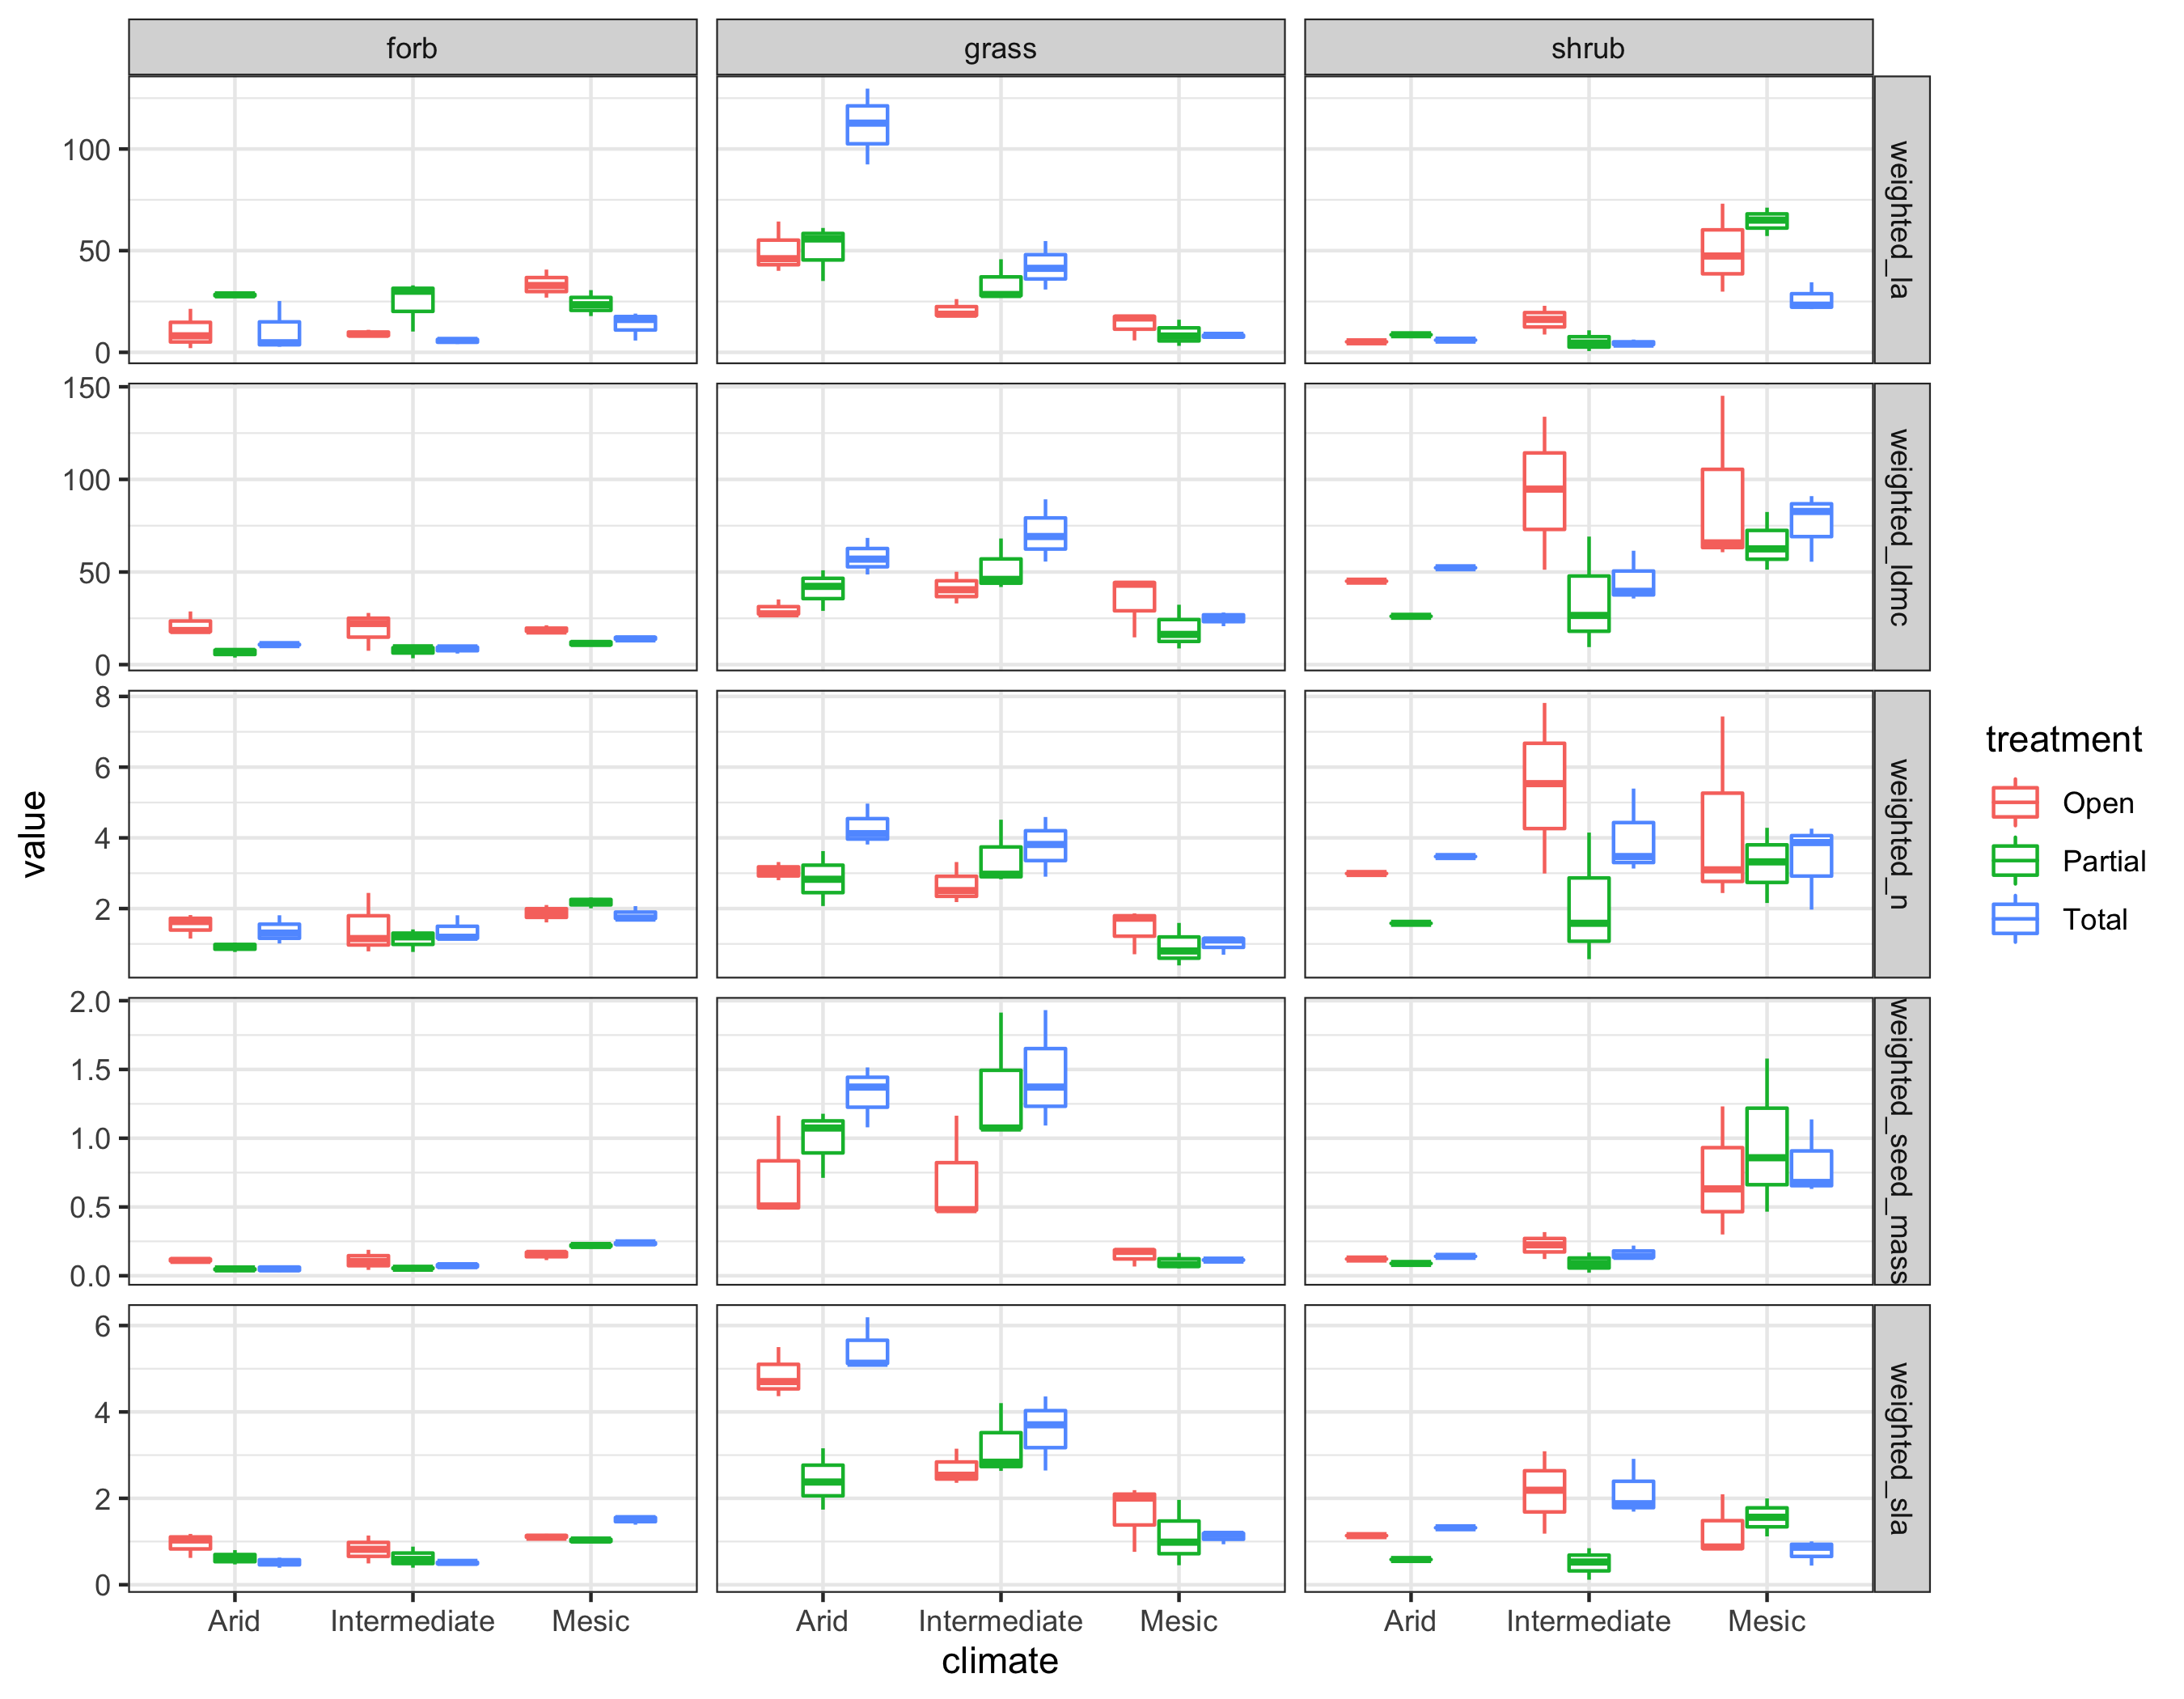 forb grass shrub
100
50
0
weighted_la
150
100
50
0
weighted_ldmc
8
6
4
2
weighted_n
2.0
1.5
1.0
0.5
0.0
weighted_seed_mass
6
4
2
0
weighted_sla
Arid Intermediate Mesic Arid Intermediate Mesic Arid Intermediate Mesic
climate
value
treatment
Open
Partial
Total